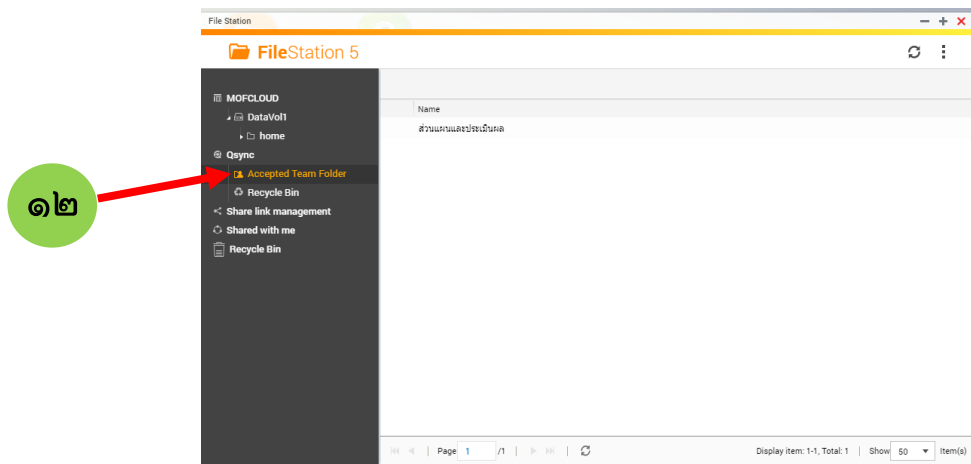 File Station
FileStation 5
MOFCLOUD
DataVol1
home
Qsync
Accepted Team Folder
Recycle Bin
Share link management
Shared with me
Recycle Bin
Name
ส่วนแผนและประเมินผล
๑๒
Page 1 /1
Display item: 1-1, Total: 1 Show 50 Item(s)